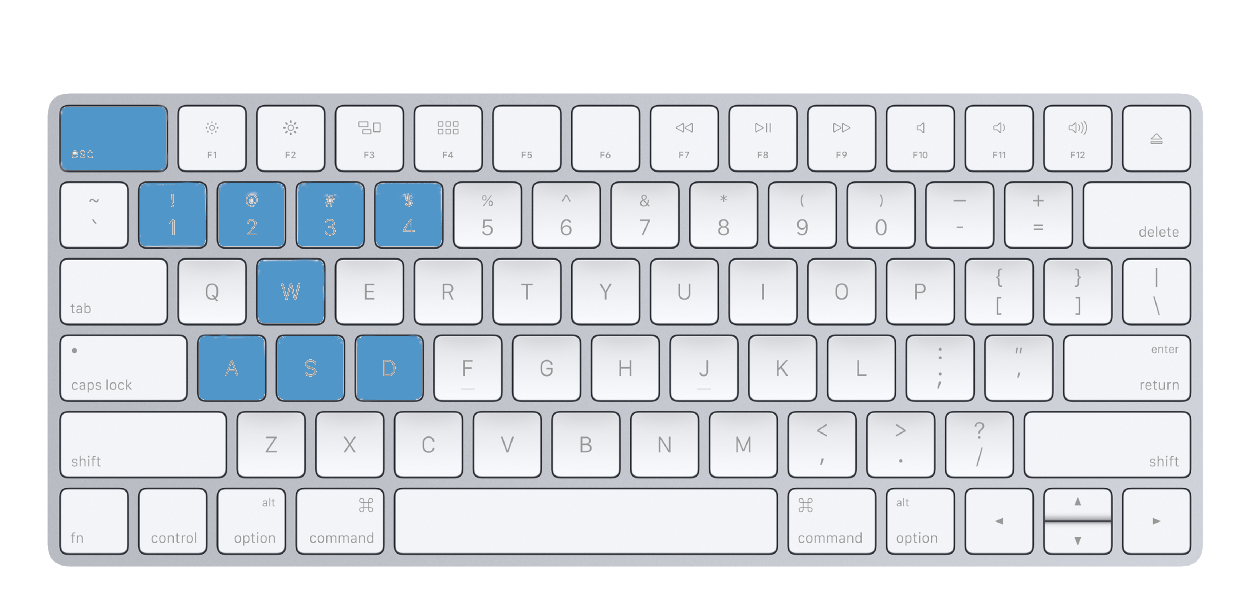 esc F1 F2 F3 F4 F5 F6 F7 F8 F9 F10 F11 F12
~ ! @ # $ % ^ & * ( ) — +
` 1 2 3 4 5 6 7 8 9 0 - = delete
tab Q W E R T Y U I O P { [ } ] | \
caps lock A S D F G H J K L : ; " ' enter return
shift Z X C V B N M < , > . ? / shift
fn control alt option ⌘ command ⌘ command alt option